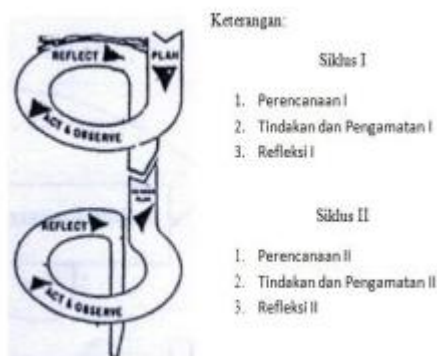 Keterangan:
REFLECT
PLAN
ACT & OBSERVE
Siklus I
1. Perencanaan I
2. Tindakan dan Pengamatan I
3. Refleksi I
PLAN
REFLECT
ACT & OBSERVE
Siklus II
1. Perencanaan II
2. Tindakan dan Pengamatan II
3. Refleksi II